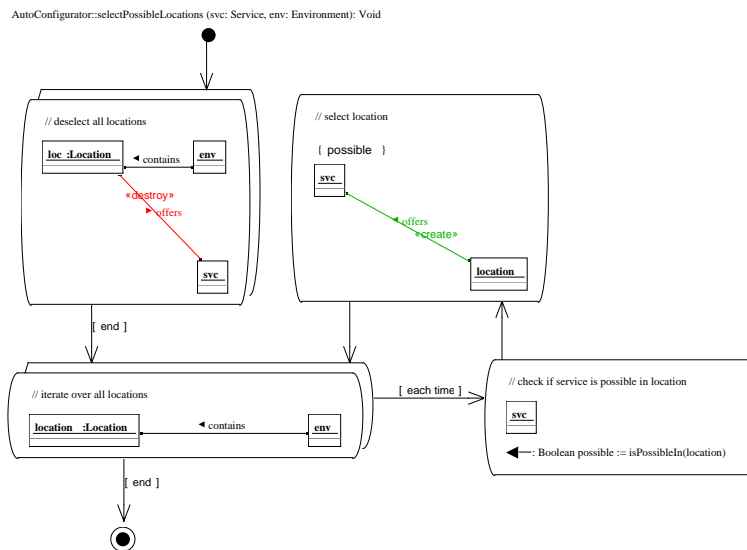 AutoConfigurator::selectPossibleLocations (svc: Service, env: Environment): Void
// deselect all locations
loc :Location
contains
env
«destroy»
offers
svc
[ end ]
// select location
{ possible }
svc
offers
«create»
location
// iterate over all locations
location :Location
contains
env
[ each time ]
// check if service is possible in location
svc
: Boolean possible := isPossibleIn(location)
[ end ]